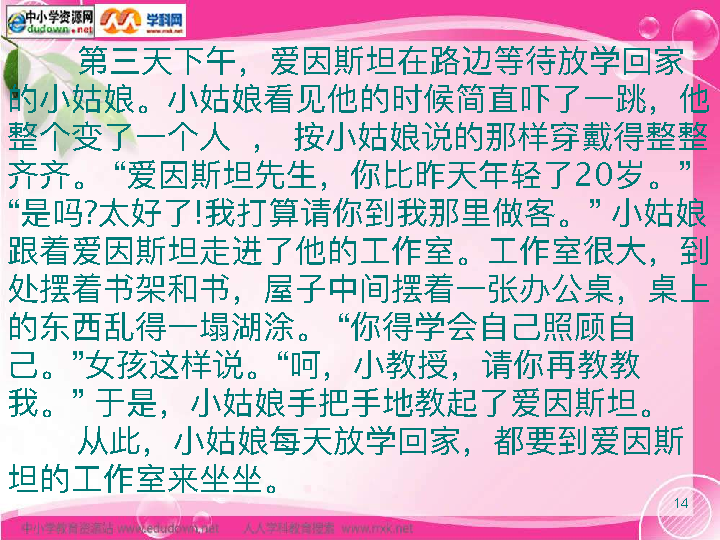 中小学资源网
dudown.net
学科网
第三天下午，爱因斯坦在路边等待放学回家
的小姑娘。小姑娘看见他的时候简直吓了一跳，他
整个变了一个人 ， 按小姑娘说的那样穿戴得整整
齐齐。“爱因斯坦先生，你比昨天年轻了20岁。”
“是吗?太好了!我打算请你到我那里做客。” 小姑娘
跟着爱因斯坦走进了他的工作室。工作室很大，到
处摆着书架和书，屋子中间摆着一张办公桌，桌上
的东西乱得一塌湖涂。 “你得学会自己照顾自
己。”女孩这样说。“呵，小教授，请你再教教
我。” 于是，小姑娘手把手地教起了爱因斯坦。
从此，小姑娘每天放学回家，都要到爱因斯
坦的工作室来坐坐。
14
中小学教育资源站 www.edudown.net 人人学科教育搜索 www.rrxk.net